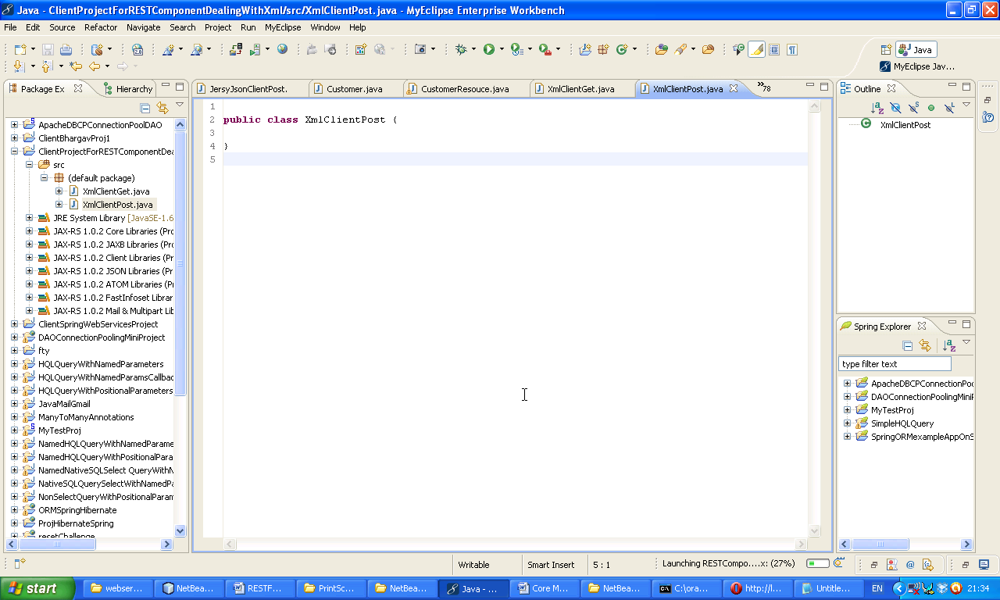 Java - ClientProjectForRESTComponentDealingWithXml/src/XmlClientPost.java - MyEclipse Enterprise Workbench
File Edit Source Refactor Navigate Search Project Run MyEclipse Window Help
Java
MyEclipse Jav...
Package Ex
Hierarchy
ApacheDBCPConnectionPoolDAO
ClientBhargavProj1
ClientProjectForRESTComponentDea
src
(default package)
XmlClientGet.java
XmlClientPost.java
JRE System Library [JavaSE-1.6
JAX-RS 1.0.2 Core Libraries (Pro
JAX-RS 1.0.2 JAXB Libraries (Pro
JAX-RS 1.0.2 Client Libraries (Pr
JAX-RS 1.0.2 JSON Libraries (Pr
JAX-RS 1.0.2 ATOM Libraries (P
JAX-RS 1.0.2 FastInfoset Librar
JAX-RS 1.0.2 Mail & Multipart Lib
ClientSpringWebServicesProject
DAOConnectionPoolingMiniProject
fty
HQLQueryWithNamedParameters
HQLQueryWithNamedParamsCallbac
HQLQueryWithPositionalParameters
JavaMailGmail
ManyToManyAnnotations
MyTestProj
NamedHQLQueryWithNamedParame
NamedHQLQueryWithPositionalPara
NamedNativeSQLSelect QueryWithN
NativeSQLQuerySelectWithNamedPa
NonSelectQueryWithPositionalParam
ORMSpringHibernate
ProjHibernateSpring
resetChallenge
JersyJsonClientPost.
Customer.java
CustomerResouce.java
XmlClientGet.java
XmlClientPost.java
78
1
2 public class XmlClientPost {
3
4 }
5
Outline
XmlClientPost
Spring Explorer
type filter text
ApacheDBCPConnectionPoo
DAOConnectionPoolingMiniF
MyTestProj
SimpleHQLQuery
SpringORMexampleAppOnS
Writable
Smart Insert
5 : 1
Launching RESTCompo....x: (27%)
start
webser...
NetBea...
RESTF...
PrintSc...
NetBea...
Java - ...
Core M...
NetBea...
C:\ora...
http://l...
Untitle...
EN
21:34